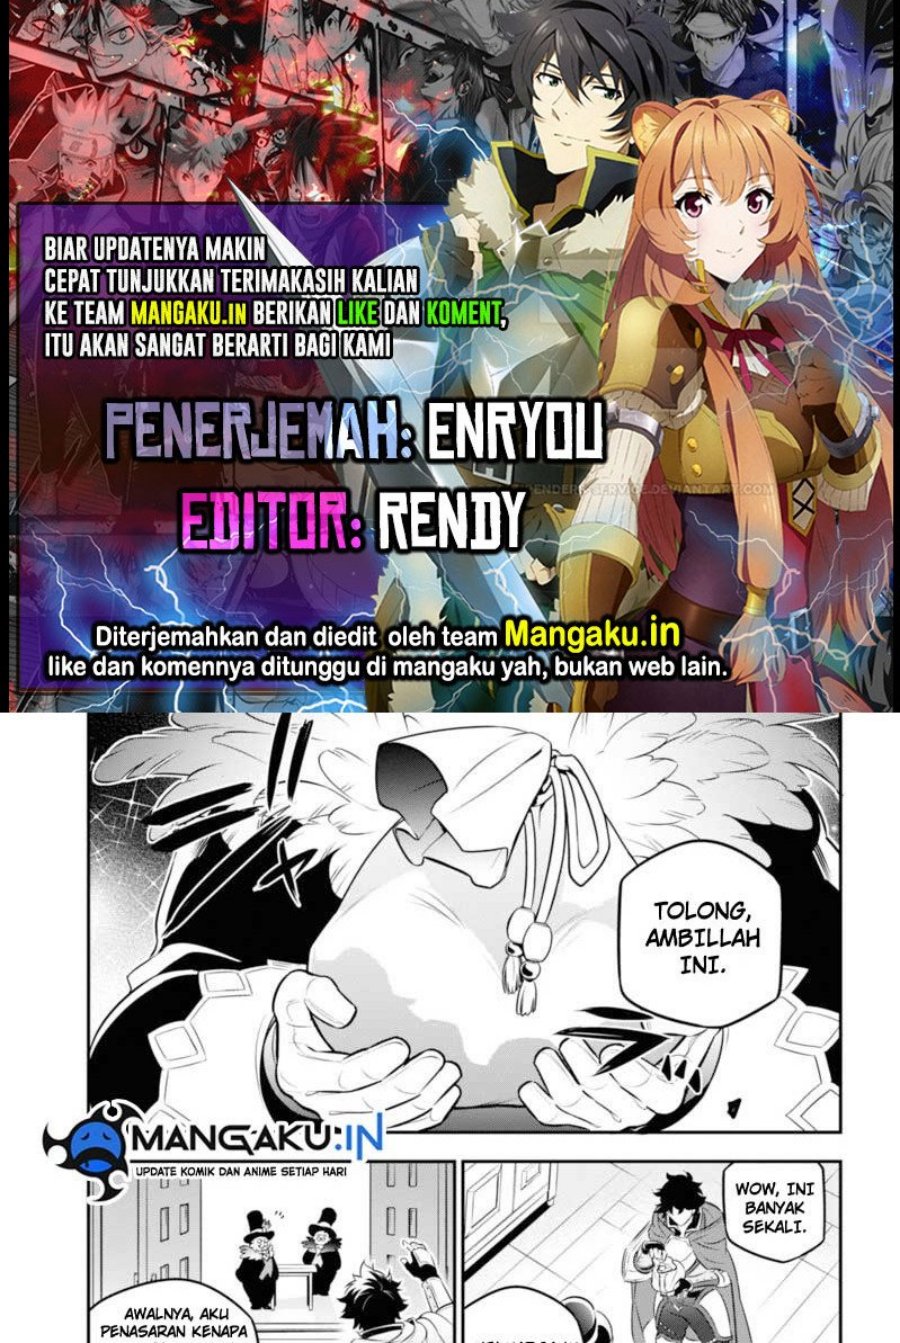 BIAR UPDATENYA MAKIN
CEPAT TUNJUKKAN TERIMAKASIH KALIAN
KE TEAM MANGAKU.IN BERIKAN LIKE DAN KOMENT,
ITU AKAN SANGAT BERARTI BAGI KAMI
PENERJEMAH: ENRYOU
EDITOR: RENDY
Diterjemahkan dan diedit oleh team Mangaku.in
like dan komennya ditunggu di mangaku yah, bukan web lain.
TOLONG,
AMBILLAH
INI.
MANGAKU.IN
UPDATE KOMIK DAN ANIME SETIAP HARI
WOW, INI
BANYAK
SEKALI.
AWALNYA, AKU
PENASARAN KENAPA